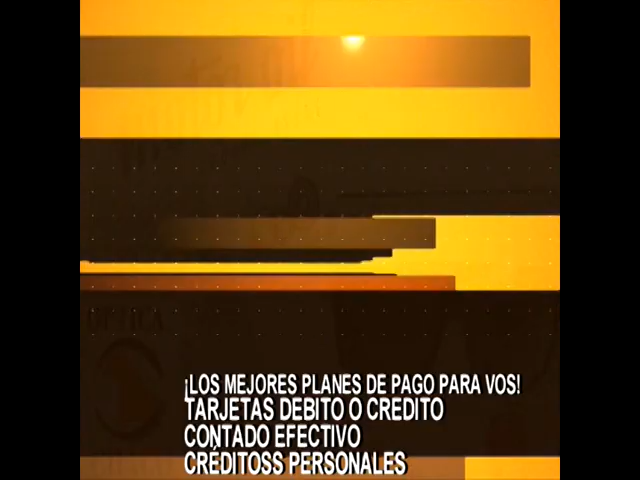 ¡LOS MEJORES PLANES DE PAGO PARA VOS!
TARJETAS DEBITO O CREDITO
CONTADO EFECTIVO
CRÉDITOSS PERSONALES